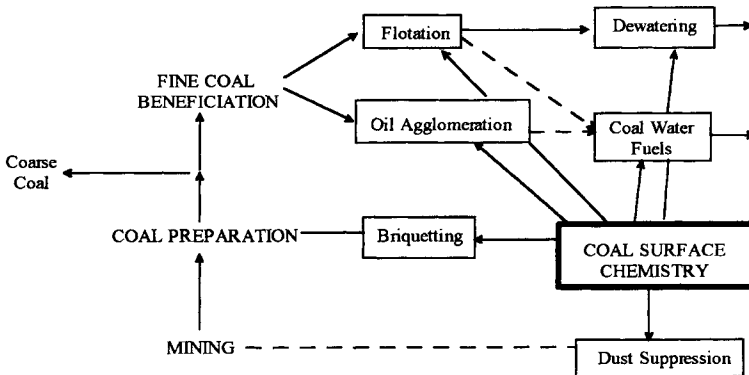 Flotation
Dewatering
FINE COAL
BENEFICIATION
Oil Agglomeration
Coal Water
Fuels
Coarse
Coal
COAL PREPARATION
Briquetting
COAL SURFACE
CHEMISTRY
MINING
Dust Suppression